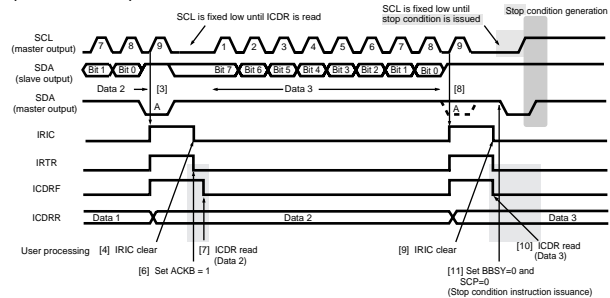 SCL is fixed low until ICDR is read
SCL is fixed low until
stop condition is issued
Stop condition generation
SCL
(master output)
7 8 9 1 2 3 4 5 6 7 8 9
SDA
(slave output)
Bit 1 Bit 0 Bit 7 Bit 6 Bit 5 Bit 4 Bit 3 Bit 2 Bit 1 Bit 0
Data 2 [3] Data 3 [8]
SDA
(master output)
A A
IRIC
IRTR
ICDRF
ICDRR
Data 1 Data 2 Data 3
User processing
[4] IRIC clear
[7] ICDR read
(Data 2)
[6] Set ACKB = 1
[9] IRIC clear
[10] ICDR read
(Data 3)
[11] Set BBSY=0 and
SCP=0
(Stop condition instruction issuance)